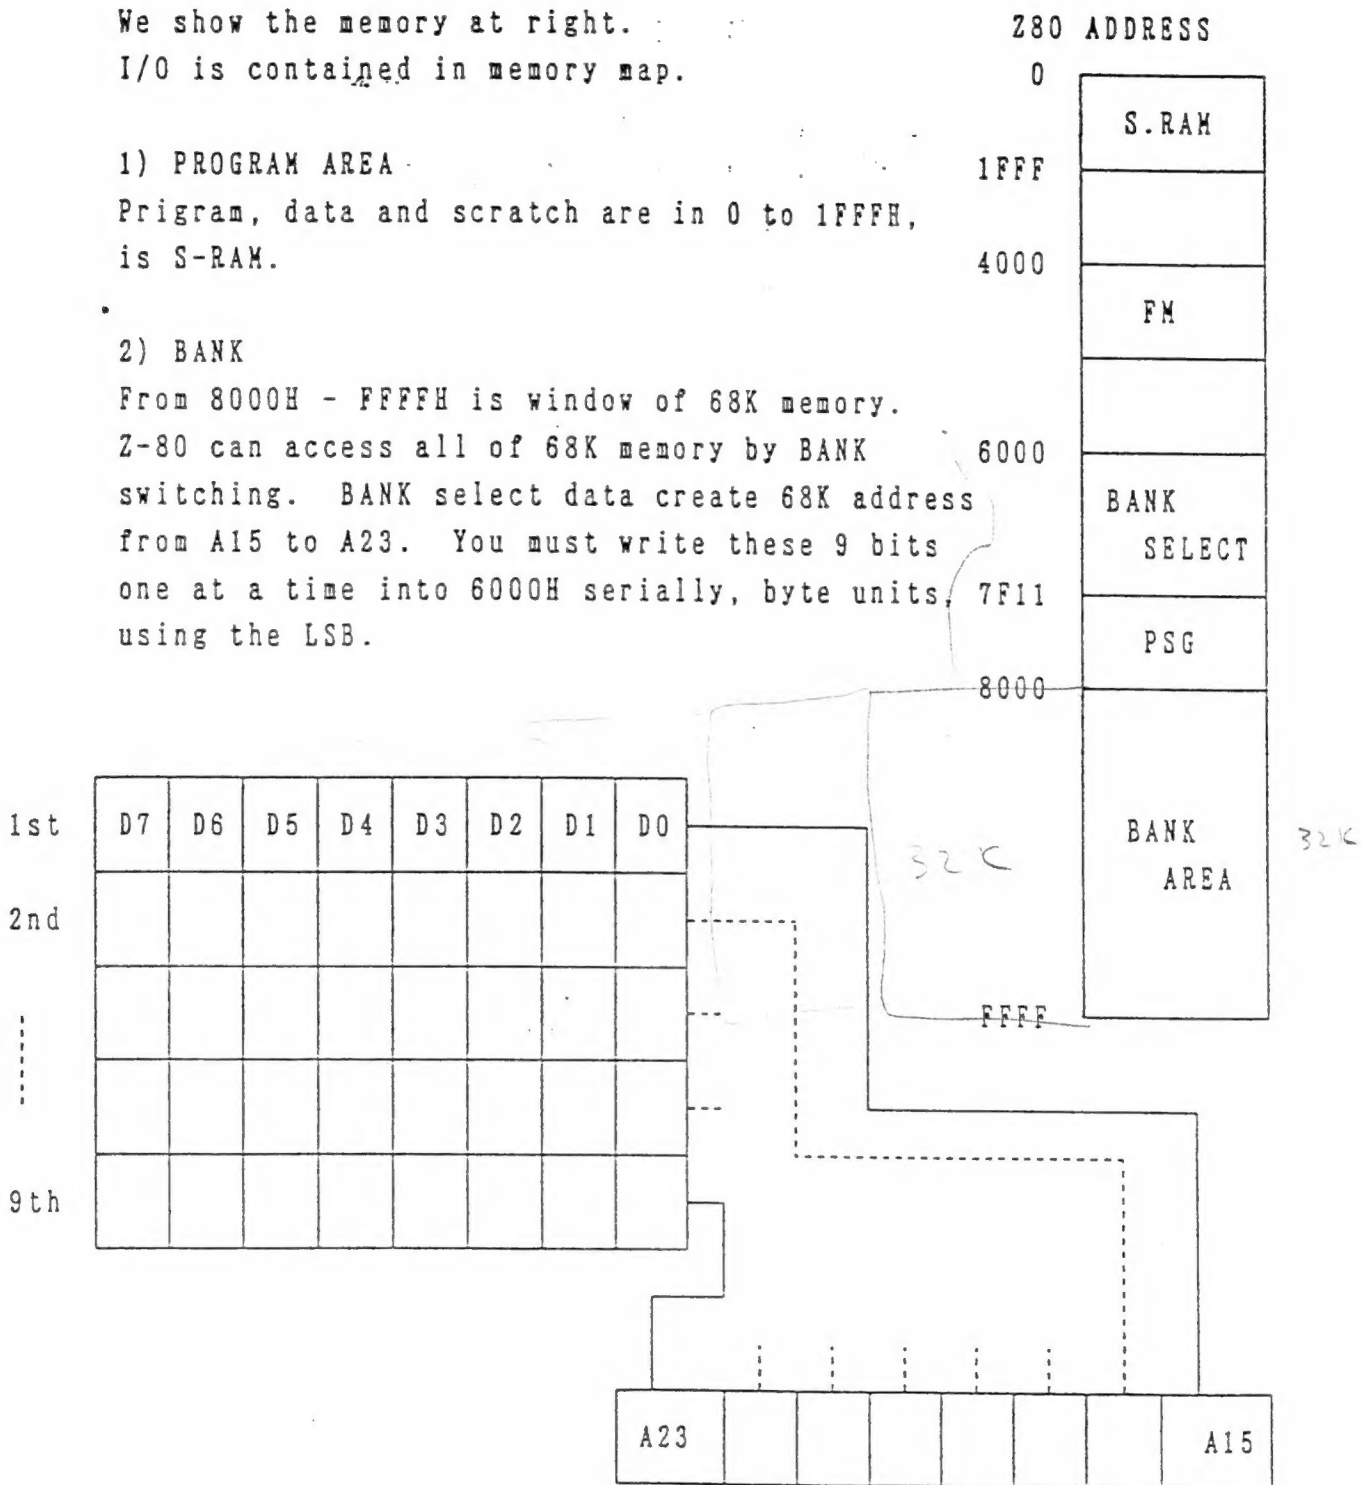 We show the memory at right.
I/O is contained in memory map.
1) PROGRAM AREA
Prigram, data and scratch are in 0 to 1FFFH,
is S-RAM.
2) BANK
From 8000H - FFFFH is window of 68K memory.
Z-80 can access all of 68K memory by BANK
switching. BANK select data create 68K address
from A15 to A23. You must write these 9 bits
one at a time into 6000H serially, byte units,
using the LSB.
Z80 ADDRESS
0
S.RAM
1FFF
4000
FM
6000
BANK
SELECT
7F11
PSG
8000
BANK
AREA
32K
32K
FFFF
1st D7 D6 D5 D4 D3 D2 D1 D0
2nd
9th
A23 A15